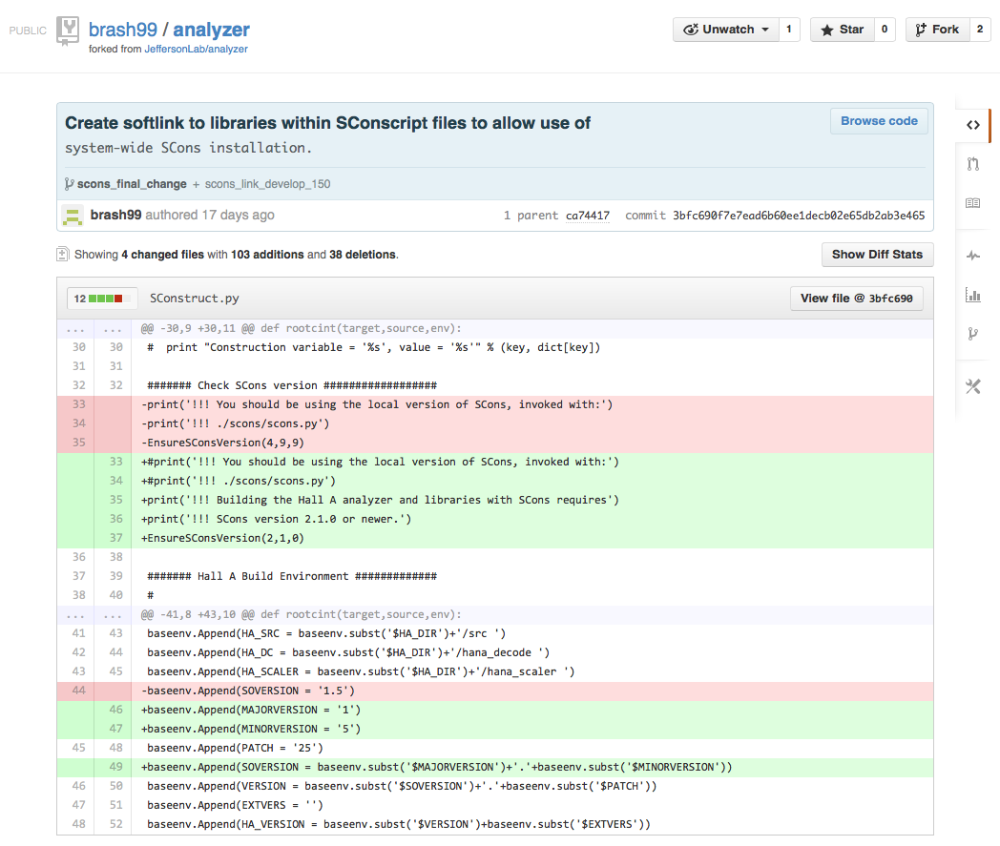 PUBLIC brash99 / analyzer Unwatch 1 Star 0 Fork 2
forked from JeffersonLab/analyzer
Create softlink to libraries within SConscript files to allow use of Browse code
system-wide SCons installation.
scons_final_change + scons_link_develop_150
brash99 authored 17 days ago 1 parent ca74417 commit 3bfc690f7e7ead6b60ee1decb02e65db2ab3e465
Showing 4 changed files with 103 additions and 38 deletions. Show Diff Stats
12 SConstruct.py View file @ 3bfc690
... ... @@ -30,9 +30,11 @@ def rootcint(target,source,env):
30 30 #  print "Construction variable = '%s', value = '%s'" % (key, dict[key])
31 31
32 32 ####### Check SCons version ##################
33 -print('!!! You should be using the local version of SCons, invoked with:')
34 -print('!!! ./scons/scons.py')
35 -EnsureSConsVersion(4,9,9)
33 +#print('!!! You should be using the local version of SCons, invoked with:')
34 +#print('!!! ./scons/scons.py')
35 +print('!!! Building the Hall A analyzer and libraries with SCons requires')
36 +print('!!! SCons version 2.1.0 or newer.')
37 +EnsureSConsVersion(2,1,0)
36 38
37 39 ####### Hall A Build Environment #############
38 40 #
... ... @@ -41,8 +43,10 @@ def rootcint(target,source,env):
41 43 baseenv.Append(HA_SRC = baseenv.subst('$HA_DIR')+'/src ')
42 44 baseenv.Append(HA_DC = baseenv.subst('$HA_DIR')+'/hana_decode ')
43 45 baseenv.Append(HA_SCALER = baseenv.subst('$HA_DIR')+'/hana_scaler ')
44 -baseenv.Append(SOVERSION = '1.5')
46 +baseenv.Append(MAJORVERSION = '1')
47 +baseenv.Append(MINORVERSION = '5')
45 48 baseenv.Append(PATCH = '25')
49 +baseenv.Append(SOVERSION = baseenv.subst('$MAJORVERSION')+'.'+baseenv.subst('$MINORVERSION'))
46 50 baseenv.Append(VERSION = baseenv.subst('$SOVERSION')+'.'+baseenv.subst('$PATCH'))
47 51 baseenv.Append(EXTVERS = '')
48 52 baseenv.Append(HA_VERSION = baseenv.subst('$VERSION')+baseenv.subst('$EXTVERS'))